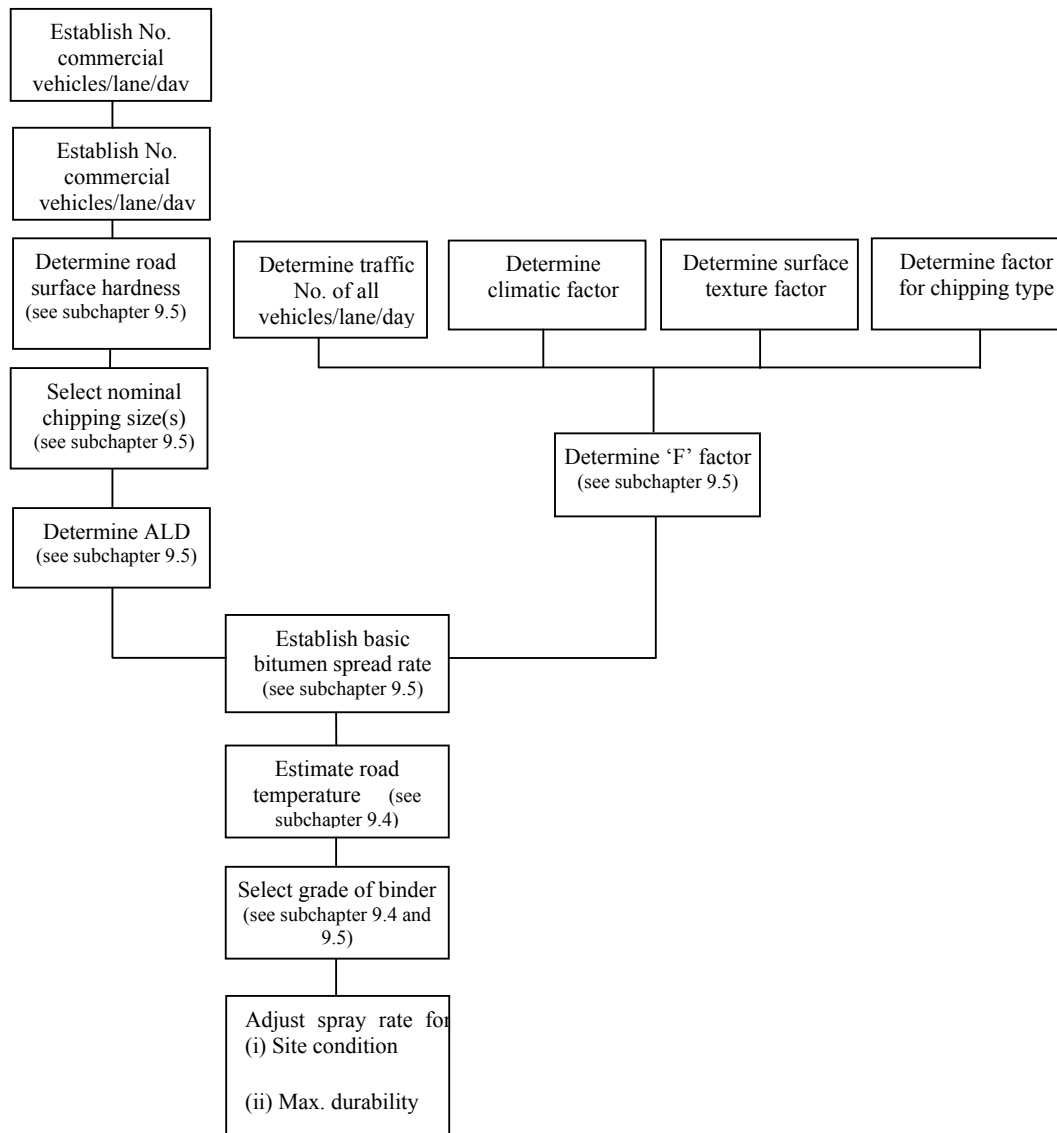 Establish No.
commercial
vehicles/lane/dav
Establish No.
commercial
vehicles/lane/dav
Determine road
surface hardness
(see subchapter 9.5)
Select nominal
chipping size(s)
(see subchapter 9.5)
Determine ALD
(see subchapter 9.5)
Determine traffic
No. of all
vehicles/lane/day
Determine
climatic factor
Determine surface
texture factor
Determine factor
for chipping type
Determine ‘F’ factor
(see subchapter 9.5)
Establish basic
bitumen spread rate
(see subchapter 9.5)
Estimate road
temperature (see
subchapter 9.4)
Select grade of binder
(see subchapter 9.4 and
9.5)
Adjust spray rate for
(i) Site condition
(ii) Max. durability